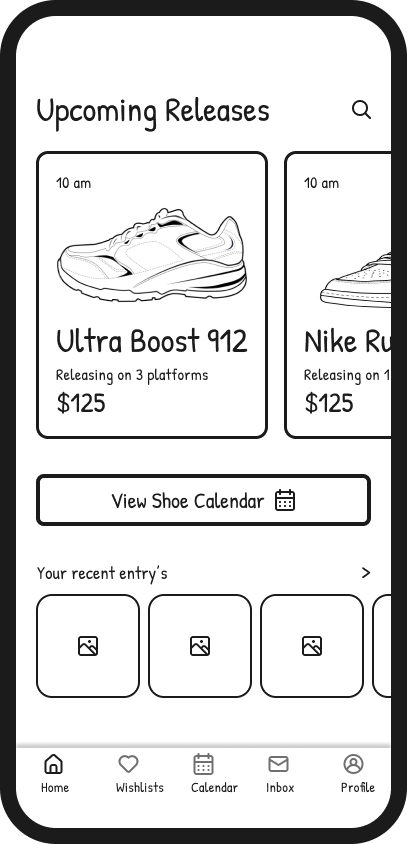 Upcoming Releases
10 am
Ultra Boost 912
Releasing on 3 platforms
$125
10 am
Nike Ru
Releasing on 1
$125
View Shoe Calendar
Your recent entry's
Home
Wishlists
Calendar
Inbox
Profile